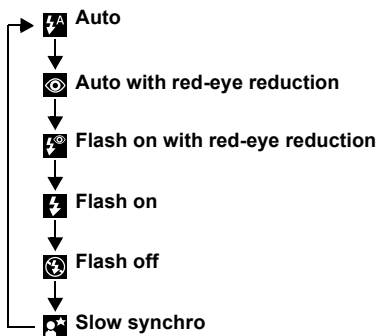 A Auto
Auto with red-eye reduction
Flash on with red-eye reduction
Flash on
Flash off
Slow synchro